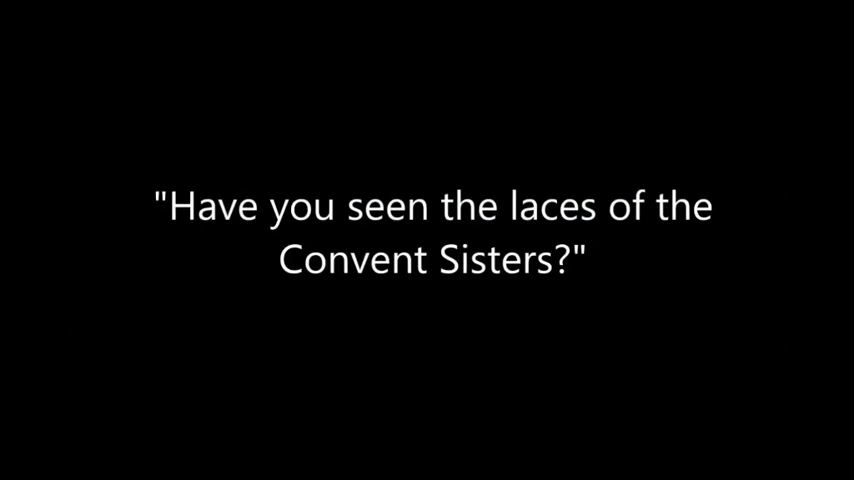 "Have you seen the laces of the
Convent Sisters?"